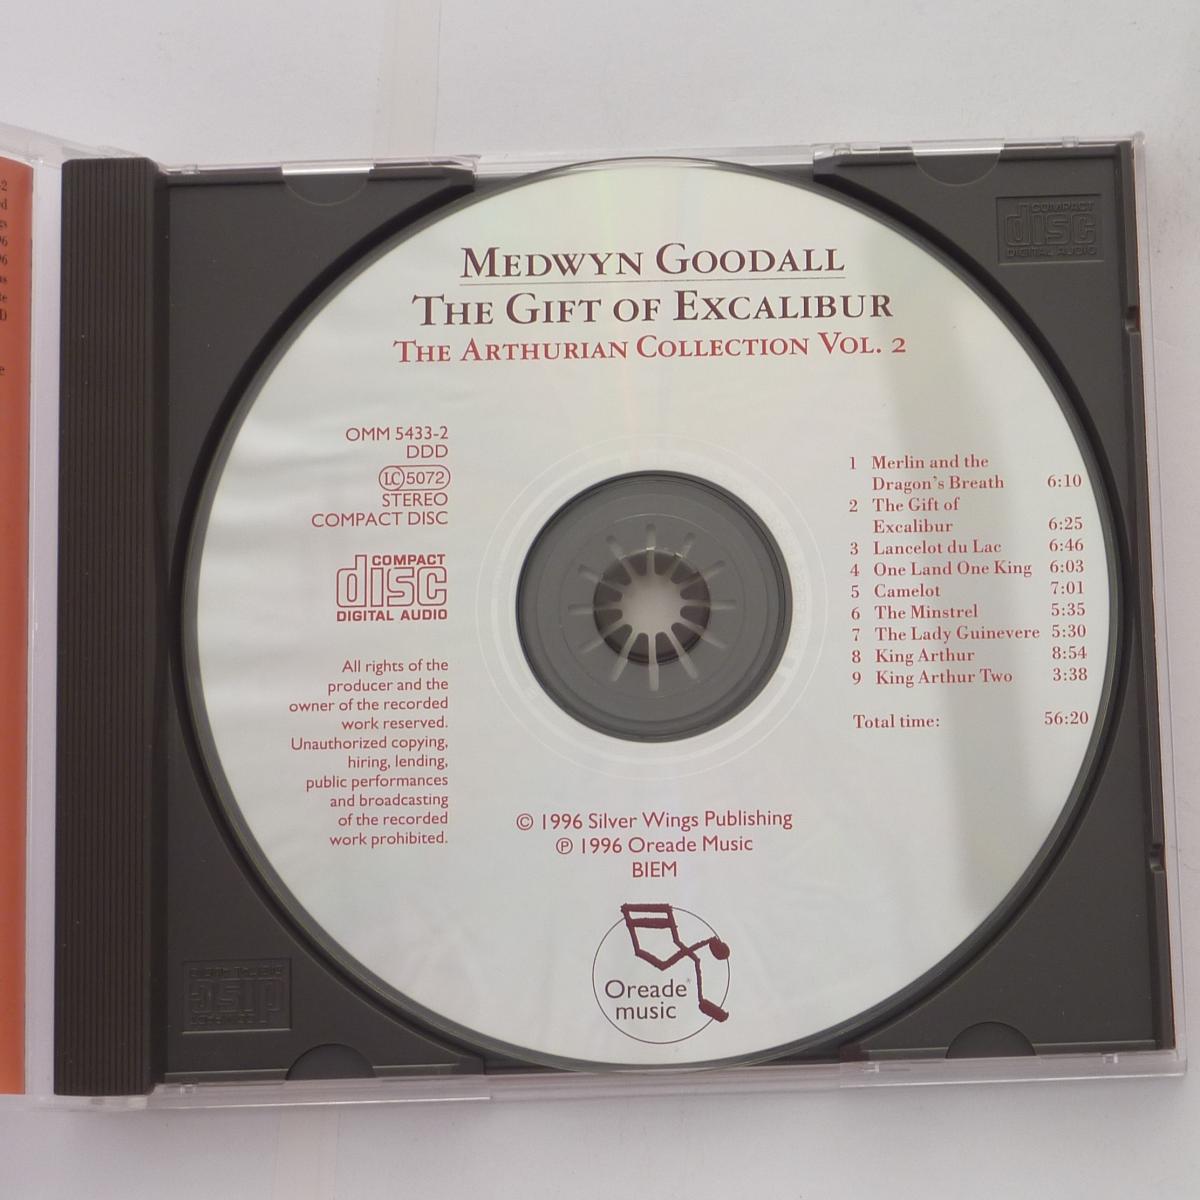 MEDWYN GOODALL
THE GIFT OF EXCALIBUR
THE ARTHURIAN COLLECTION VOL. 2
OMM 5433-2
DDD
LC 5072
STEREO
COMPACT DISC
COMPACT
disc
DIGITAL AUDIO
All rights of the
producer and the
owner of the recorded
work reserved.
Unauthorized copying,
hiring, lending,
public performances
and broadcasting
of the recorded
work prohibited.
1 Merlin and the
Dragon's Breath 6:10
2 The Gift of
Excalibur 6:25
3 Lancelot du Lac 6:46
4 One Land One King 6:03
5 Camelot 7:01
6 The Minstrel 5:35
7 The Lady Guinevere 5:30
8 King Arthur 8:54
9 King Arthur Two 3:38
Total time: 56:20
© 1996 Silver Wings Publishing
℗ 1996 Oreade Music
BIEM
Oreade
music
COMPACT
disc
DIGITAL AUDIO
COMPACT
disc
DIGITAL AUDIO